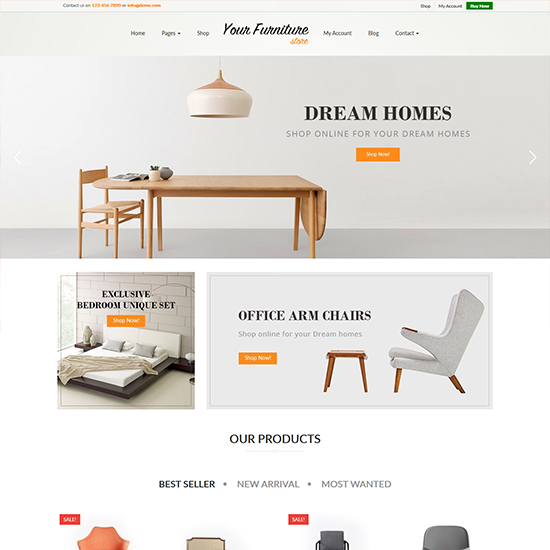 Contact us on 123-456-7890 or info@demo.com
Shop My Account Buy Now
Home Pages Shop Your Furniture store My Account Blog Contact
DREAM HOMES
SHOP ONLINE FOR YOUR DREAM HOMES
Shop Now!
EXCLUSIVE
BEDROOM UNIQUE SET
Shop Now!
OFFICE ARM CHAIRS
Shop online for your Dream homes
Shop Now!
OUR PRODUCTS
BEST SELLER • NEW ARRIVAL • MOST WANTED
SALE! SALE!